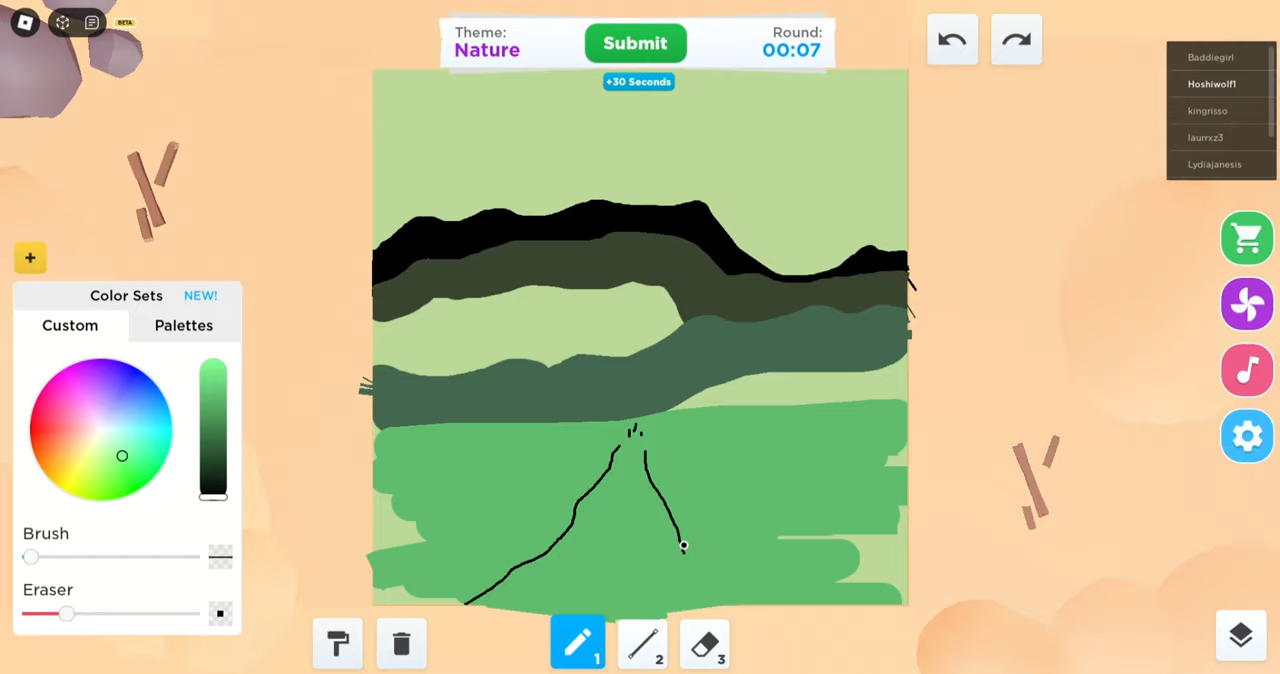 BETA
Theme:
Nature
Submit
Round:
00:07
+30 Seconds
Baddiegirl
Hoshiwolf1
kingrisso
laurrxz3
Lydiajanesis
+
Color Sets NEW!
Custom
Palettes
Brush
Eraser
1
2
3